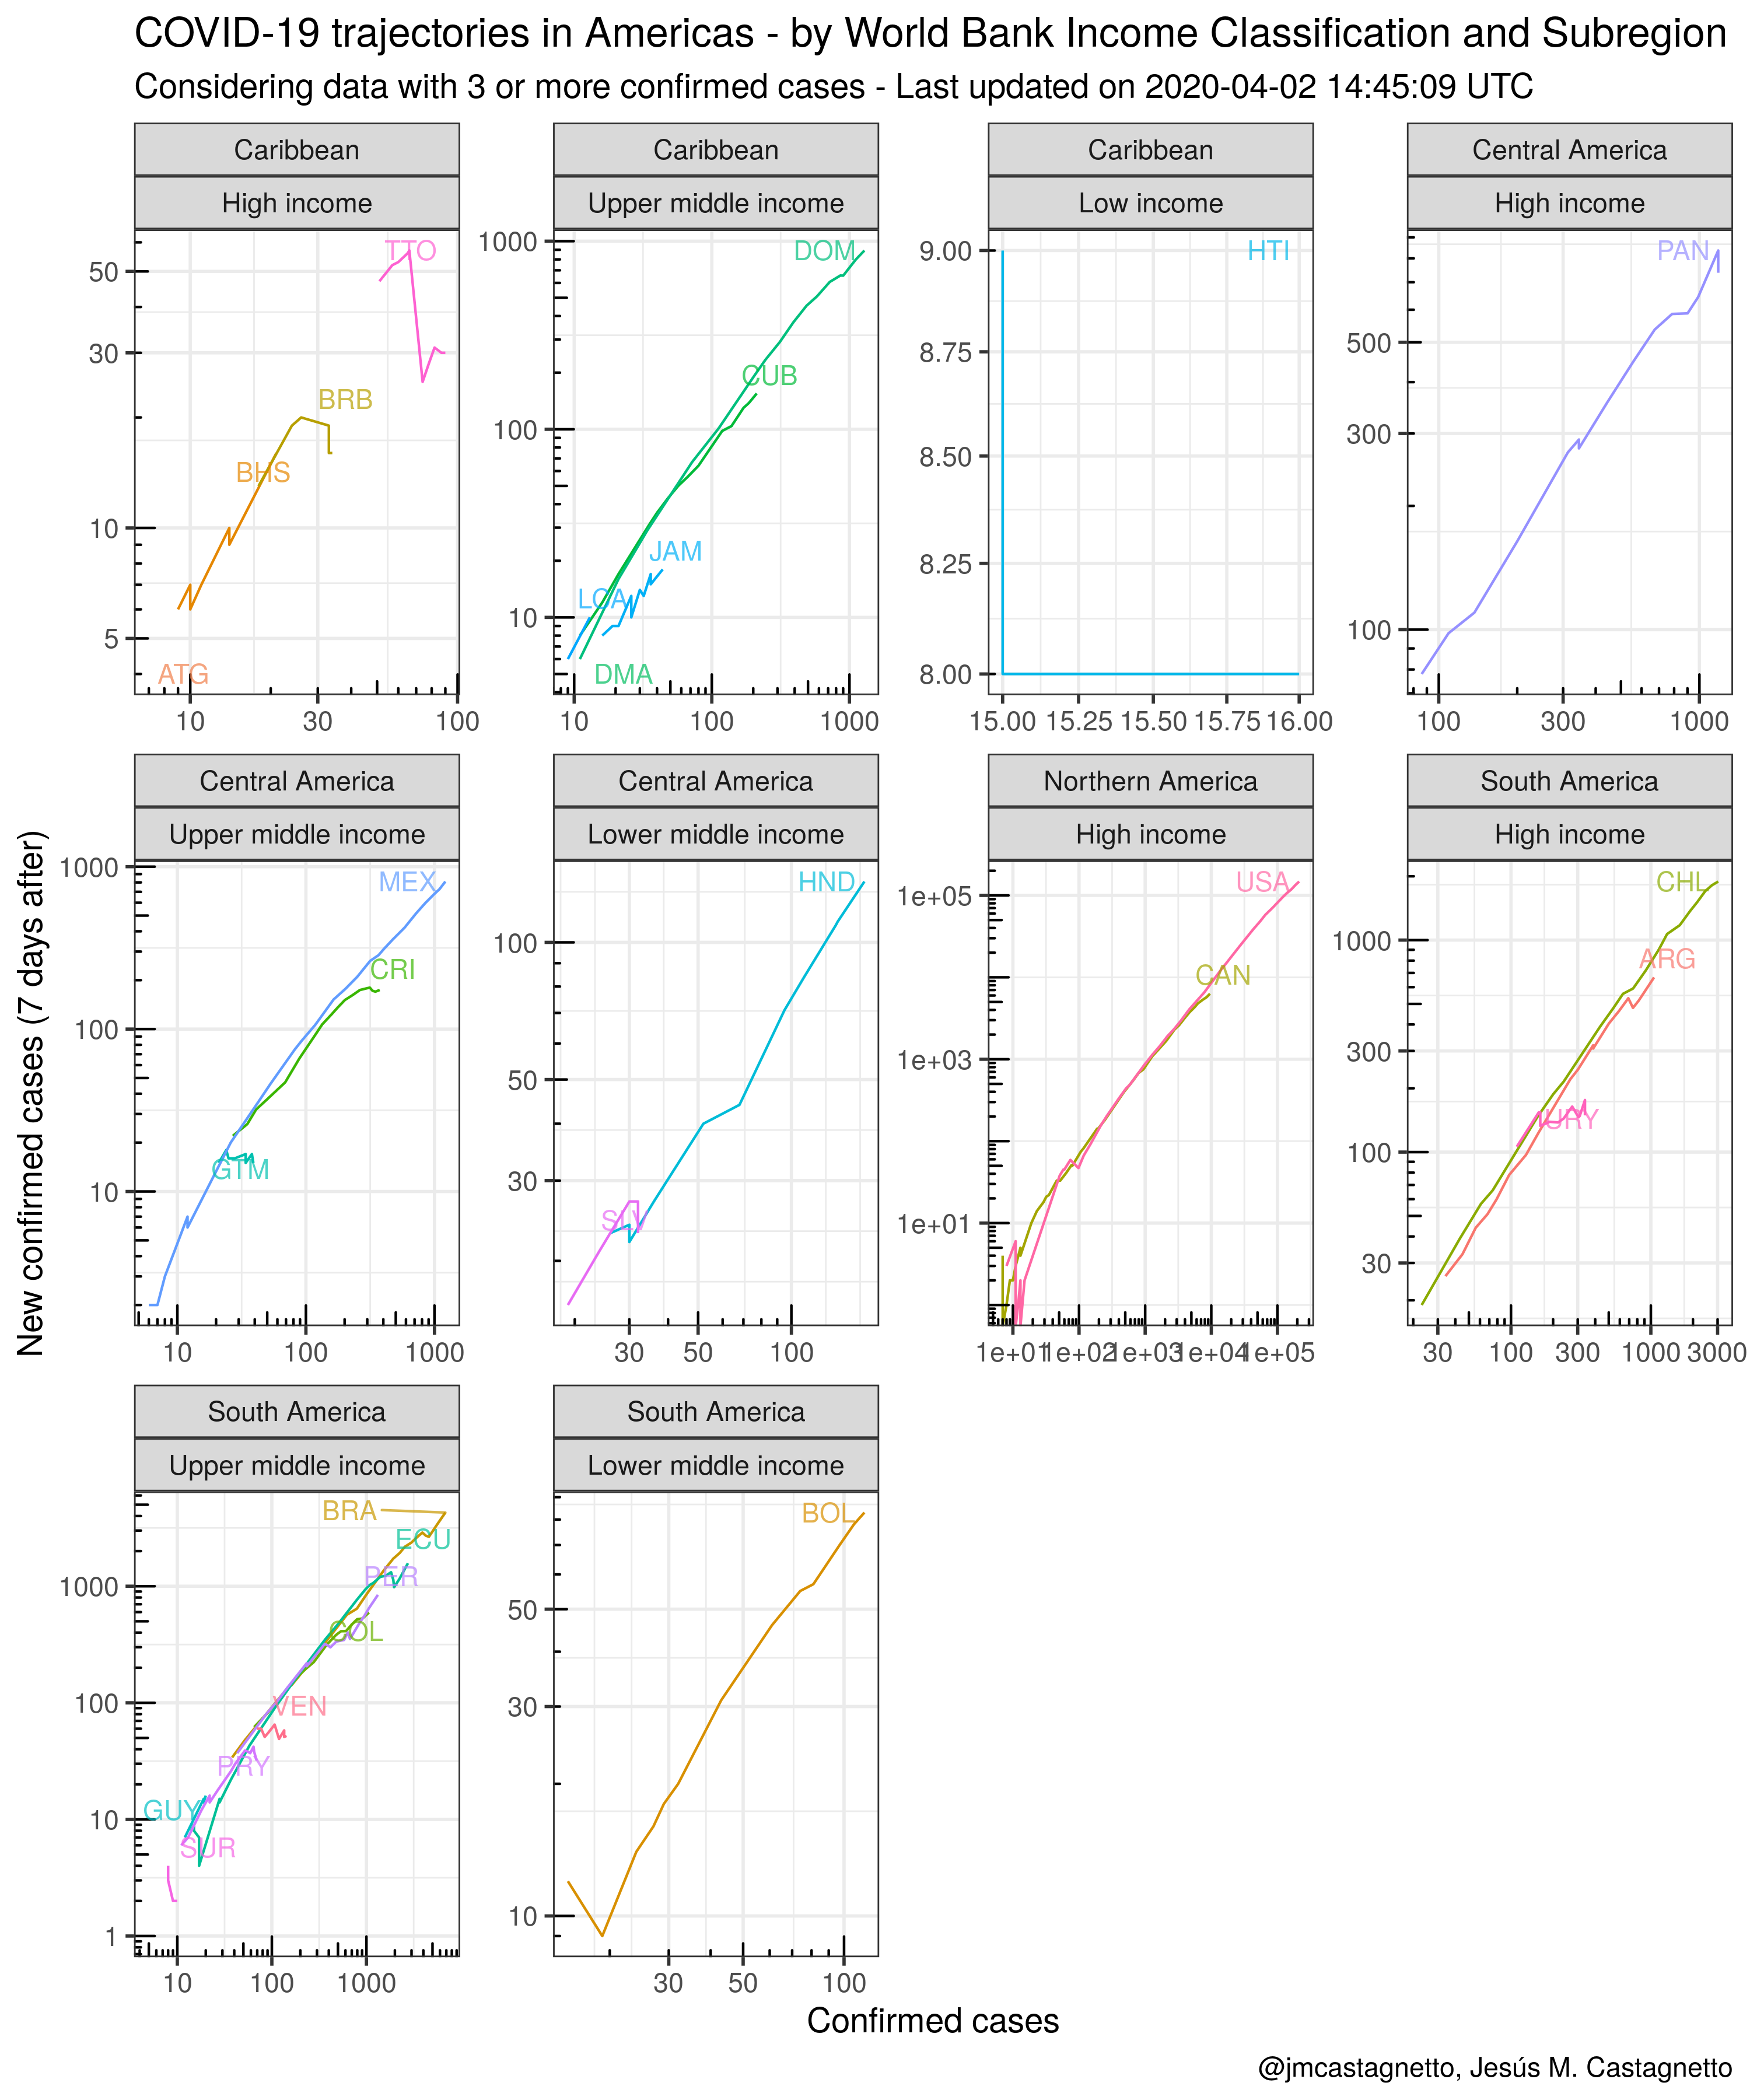 COVID-19 trajectories in Americas - by World Bank Income Classification and Subregion
Considering data with 3 or more confirmed cases - Last updated on 2020-04-02 14:45:09 UTC
Caribbean
High income
TTO
BRB
BHS
ATG
50
30
10
5
10 30 100
Caribbean
Upper middle income
DOM
CUB
JAM
LCA
DMA
1000
100
10
10 100 1000
Caribbean
Low income
HTI
9.00
8.75
8.50
8.25
8.00
15.00 15.25 15.50 15.75 16.00
Central America
High income
PAN
500
300
100
100 300 1000
New confirmed cases (7 days after)
Central America
Upper middle income
MEX
CRI
GTM
1000
100
10
10 100 1000
Central America
Lower middle income
HND
SLV
100
50
30
30 50 100
Northern America
High income
USA
CAN
1e+05
1e+03
1e+01
1e+01 1e+02 1e+03 1e+04 1e+05
South America
High income
CHL
ARG
URY
1000
300
100
30
30 100 300 1000 3000
South America
Upper middle income
BRA
ECU
PER
COL
VEN
PRY
GUY
SUR
1000
100
10
1
10 100 1000
South America
Lower middle income
BOL
50
30
10
30 50 100
Confirmed cases
@jmcastagnetto, Jesús M. Castagnetto